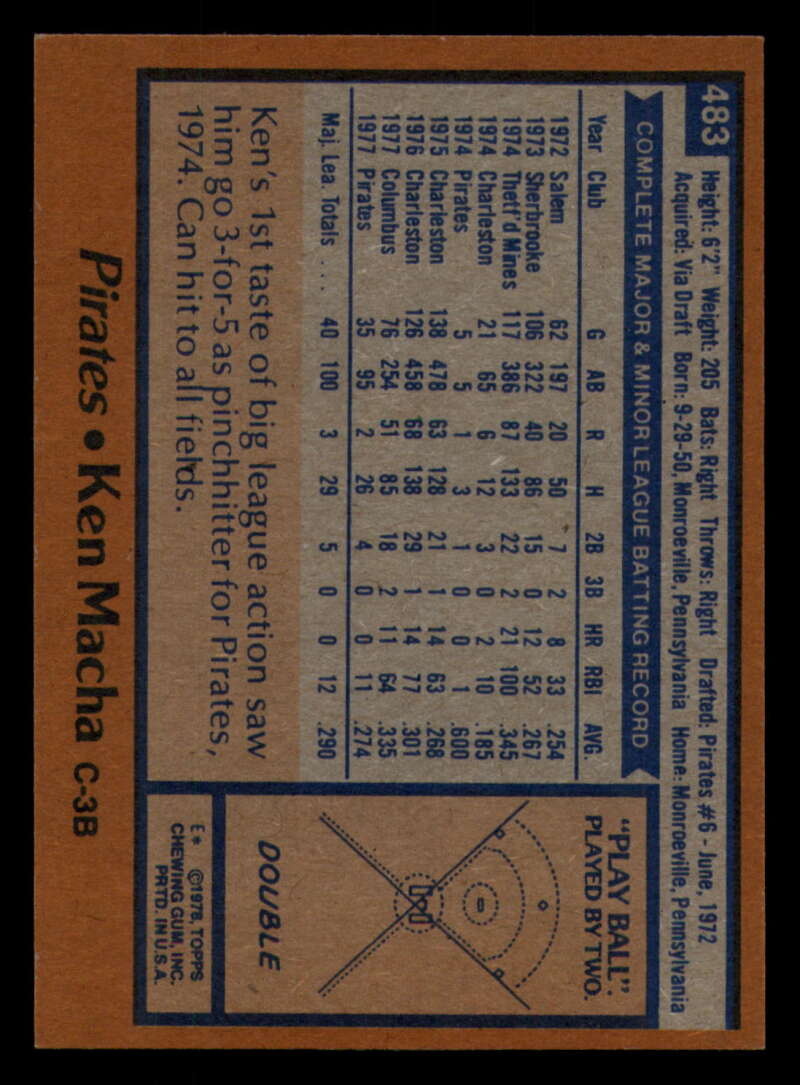 483
Height: 6'2" Weight: 205 Bats: Right Throws: Right Drafted: Pirates #6 - June, 1972
Acquired: Via Draft Born: 9-29-50, Monroeville, Pennsylvania Home: Monroeville, Pennsylvania
COMPLETE MAJOR & MINOR LEAGUE BATTING RECORD
Year Club G AB R H 2B 3B HR RBI AVG.
1972 Salem 62 197 20 50 7 2 8 33 .254
1973 Sherbrooke 106 322 40 86 15 0 12 52 .267
1974 Thetf'd Mines 117 386 87 133 22 2 21 100 .345
1974 Charleston 21 65 6 12 3 0 2 10 .185
1974 Pirates 5 5 1 3 1 0 0 1 .600
1975 Charleston 138 478 63 128 21 1 14 63 .268
1976 Charleston 126 458 68 138 29 1 14 77 .301
1977 Columbus 76 254 51 85 18 2 11 64 .335
1977 Pirates 35 95 2 26 4 0 0 11 .274
Maj. Lea. Totals .... 40 100 3 29 5 0 0 12 .290
Ken's 1st taste of big league action saw
him go 3-for-5 as pinchhitter for Pirates,
1974. Can hit to all fields.
"PLAY BALL":
PLAYED BY TWO.
DOUBLE
E* ©1978, TOPPS
CHEWING GUM, INC.
PRTD. IN U.S.A.
Pirates • Ken Macha C-3B